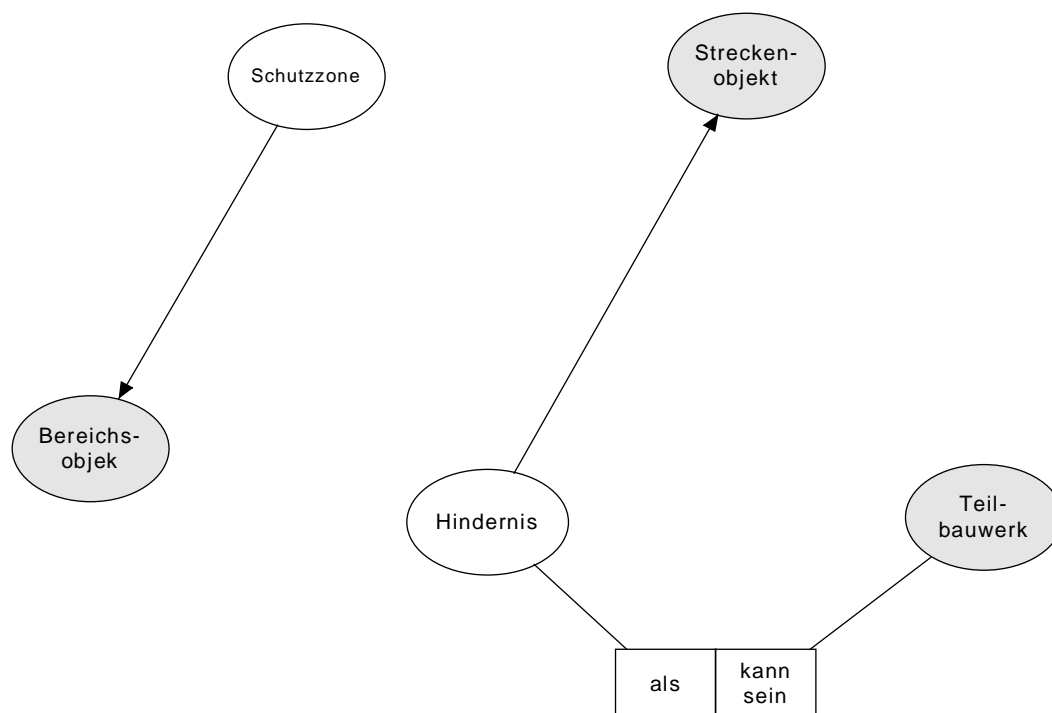 Schutzzone
Strecken-
objekt
Bereichs-
objek
Hindernis
Teil-
bauwerk
als
kann
sein